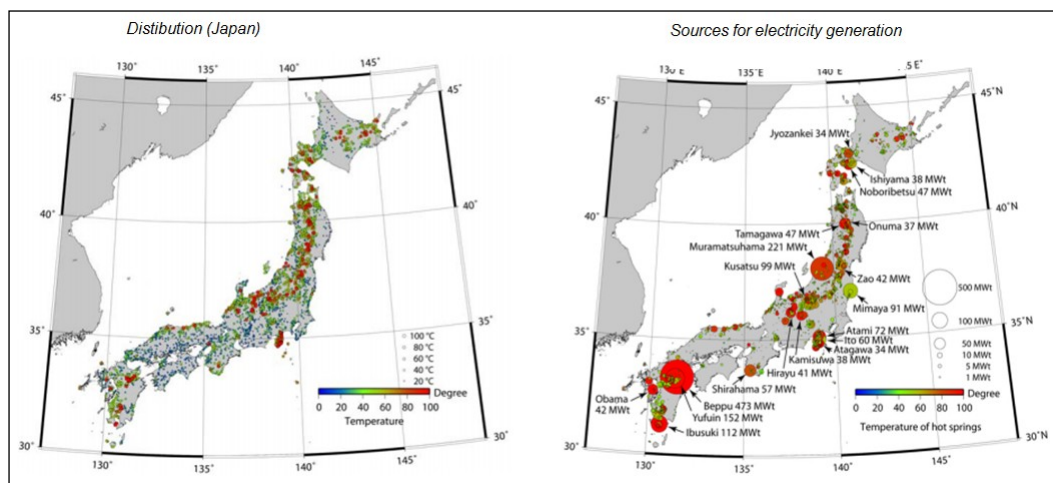 Distibution (Japan)
130°
135°
140°
145°
45°
40°
35°
30°
45°
40°
35°
30°
100 °C
80 °C
60 °C
40 °C
20 °C
Degree
0 20 40 60 80 100
Temperature
130°
135°
140°
145°
Sources for electricity generation
130°E
135°E
140°E
5°E
45°
40°
35°
30°
45°N
40°N
35°N
30°N
Jyozankei 34 MWt
Ishiyama 38 MWt
Noboribetsu 47 MWt
Tamagawa 47 MWt
Onuma 37 MWt
Muramatsuhama 221 MWt
Kusatsu 99 MWt
Zao 42 MWt
Mimaya 91 MWt
Atami 72 MWt
Ito 60 MWt
Atagawa 34 MWt
Kamisuwa 38 MWt
Hirayu 41 MWt
Shirahama 57 MWt
Obama
42 MWt
Beppu 473 MWt
Yufuin 152 MWt
Ibusuki 112 MWt
500 MWt
100 MWt
50 MWt
10 MWt
5 MWt
1 MWt
Degree
0 20 40 60 80 100
Temperature of hot springs
130°
135°
140°
145°